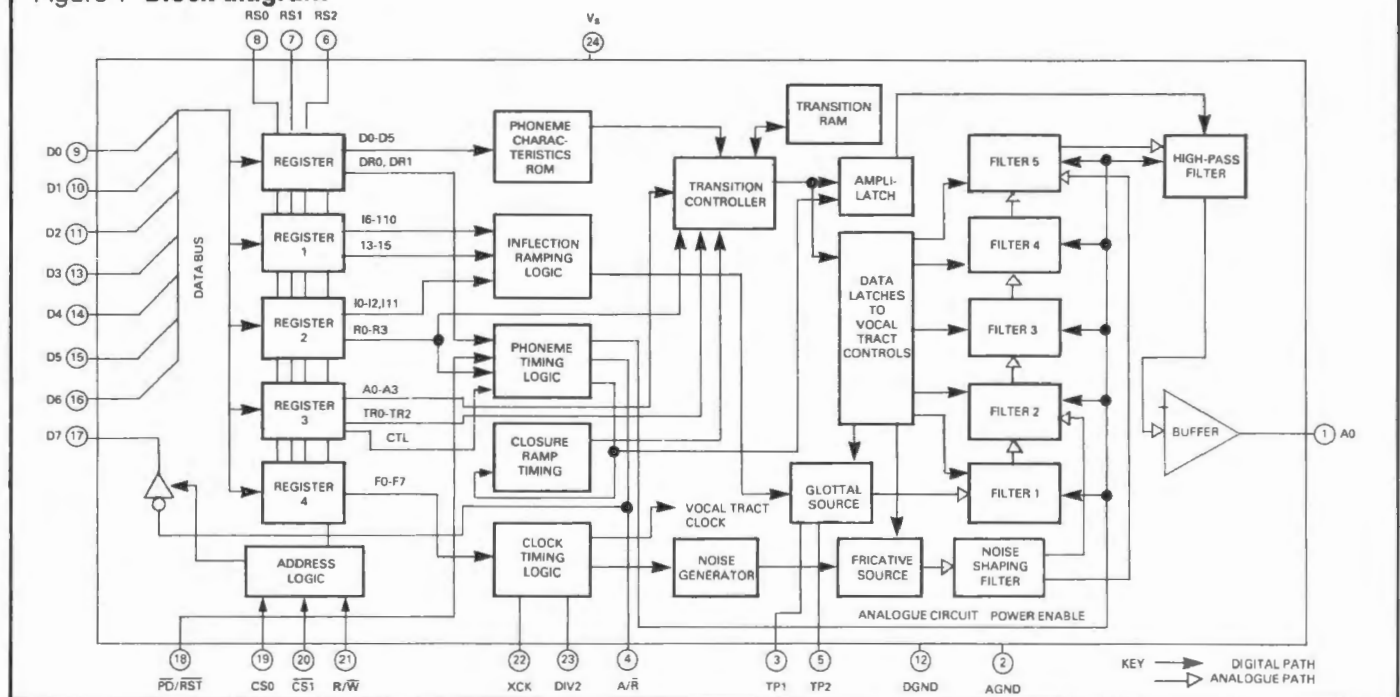 Figure 1 Block diagram
RS0 RS1 RS2
8 7 6
Vs
24
D0 9
D1 10
D2 11
D3 13
D4 14
D5 15
D6 16
D7 17
DATA BUS
REGISTER
REGISTER
1
REGISTER
2
REGISTER
3
REGISTER
4
ADDRESS
LOGIC
D0-D5
DR0, DR1
I6-110
I3-15
I0-I2,I11
R0-R3
A0-A3
TR0-TR2
CTL
F0-F7
PHONEME
CHARAC-
TERISTICS
ROM
INFLECTION
RAMPING
LOGIC
PHONEME
TIMING
LOGIC
CLOSURE
RAMP
TIMING
CLOCK
TIMING
LOGIC
VOCAL TRACT
CLOCK
NOISE
GENERATOR
TRANSITION
CONTROLLER
TRANSITION
RAM
AMPLI-
LATCH
DATA
LATCHES
TO
VOCAL
TRACT
CONTROLS
GLOTTAL
SOURCE
FRICATIVE
SOURCE
NOISE
SHAPING
FILTER
FILTER 5
FILTER 4
FILTER 3
FILTER 2
FILTER 1
HIGH-PASS
FILTER
BUFFER
1 A0
ANALOGUE CIRCUIT POWER ENABLE
18 19 20 21 22 23 4 3 5 12 2
P̅D̅/R̅S̅T̅ CS0 C̅S̅1̅ R/W̅ XCK DIV2 A/R̅ TP1 TP2 DGND AGND
KEY DIGITAL PATH
ANALOGUE PATH